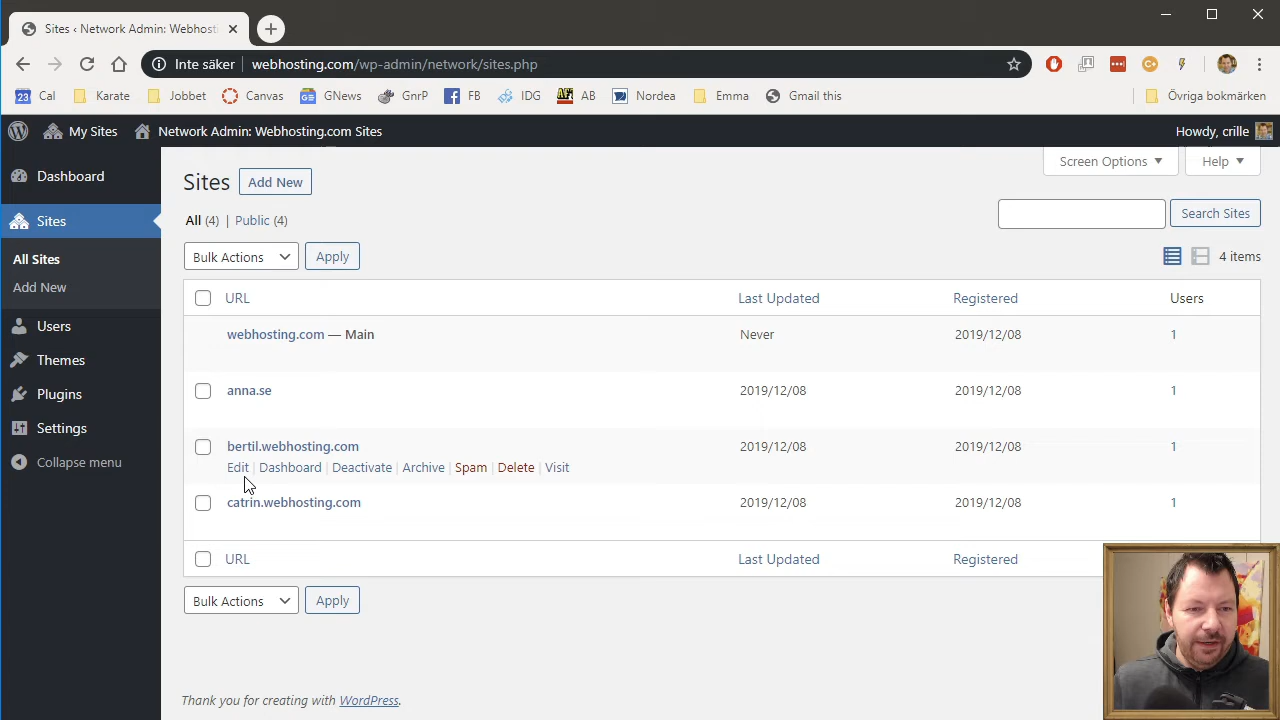 Sites ‹ Network Admin: Webhosti
Inte säker webhosting.com/wp-admin/network/sites.php
23 Cal Karate Jobbet Canvas GNews GnrP FB IDG AB Nordea Emma Gmail this Övriga bokmärken
My Sites Network Admin: Webhosting.com Sites Howdy, crille
Dashboard
Sites
All Sites
Add New
Users
Themes
Plugins
Settings
Collapse menu
Screen Options Help
Sites Add New
All (4) | Public (4)
Search Sites
Bulk Actions Apply 4 items
URL Last Updated Registered Users
webhosting.com — Main Never 2019/12/08 1
anna.se 2019/12/08 2019/12/08 1
bertil.webhosting.com 2019/12/08 2019/12/08 1
Edit | Dashboard | Deactivate | Archive | Spam | Delete | Visit
catrin.webhosting.com 2019/12/08 2019/12/08 1
URL Last Updated Registered
Bulk Actions Apply
Thank you for creating with WordPress.